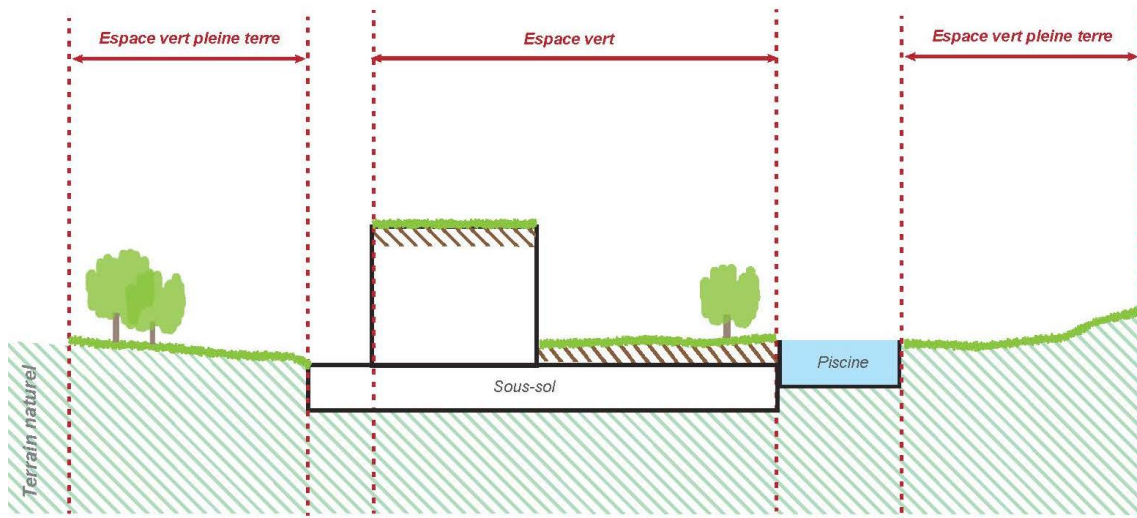 Espace vert pleine terre
Espace vert
Espace vert pleine terre
Piscine
Sous-sol
Terrain naturel